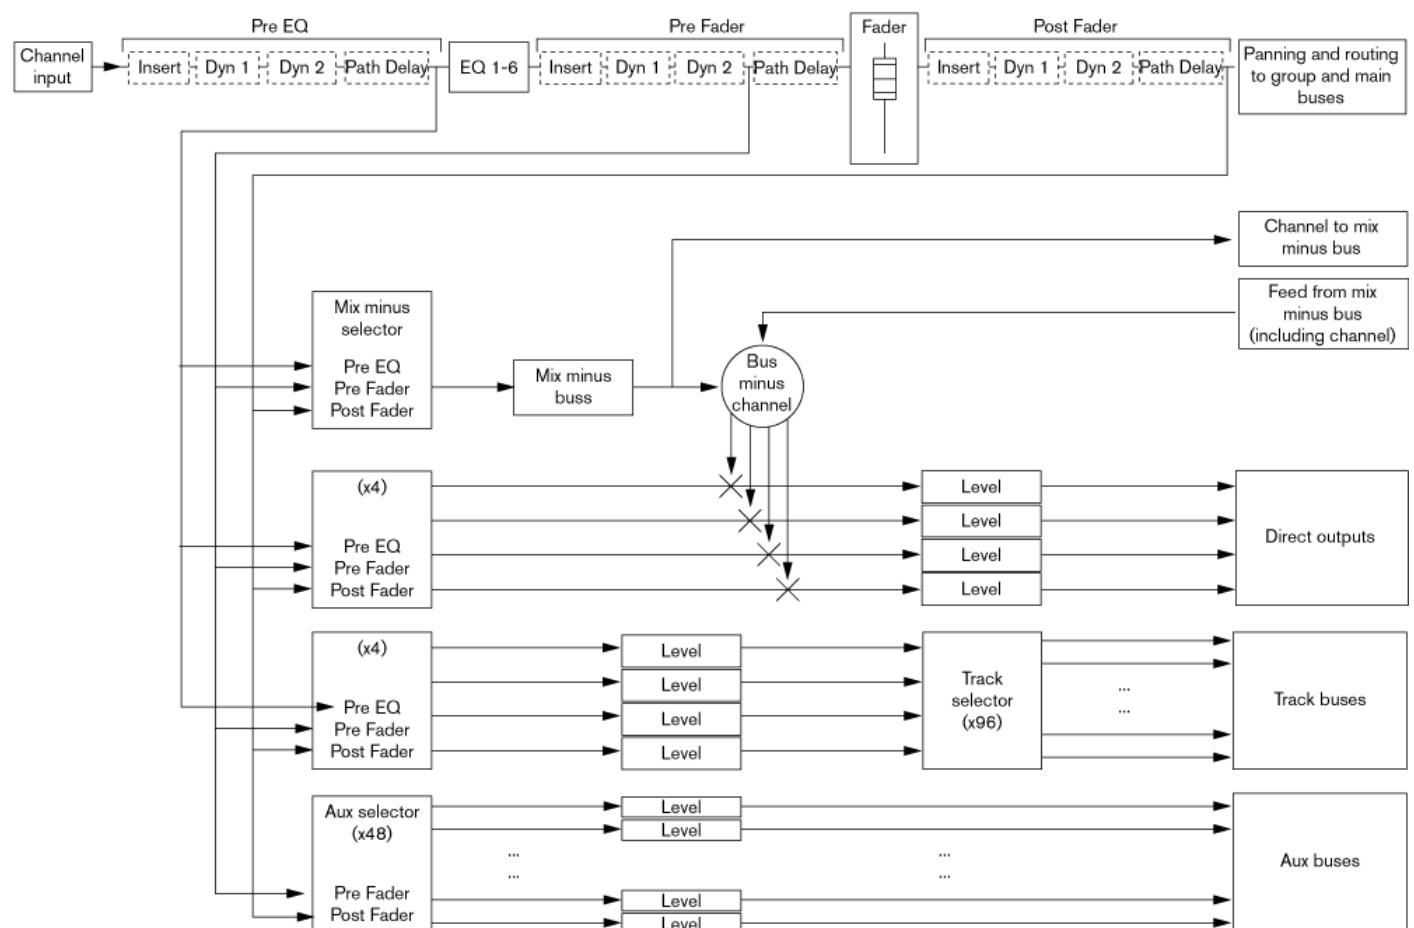 Pre EQ
Pre Fader
Fader
Post Fader
Channel
input
Insert
Dyn 1
Dyn 2
Path Delay
EQ 1-6
Insert
Dyn 1
Dyn 2
Path Delay
Insert
Dyn 1
Dyn 2
Path Delay
Panning and routing
to group and main
buses
Channel to mix
minus bus
Feed from mix
minus bus
(including channel)
Mix minus
selector
Pre EQ
Pre Fader
Post Fader
Mix minus
buss
Bus
minus
channel
(x4)
Pre EQ
Pre Fader
Post Fader
Level
Level
Level
Level
Direct outputs
(x4)
Pre EQ
Pre Fader
Post Fader
Level
Level
Level
Level
Track
selector
(x96)
...
...
Track buses
Aux selector
(x48)
Pre Fader
Post Fader
Level
Level
...
...
Level
Level
...
...
Aux buses